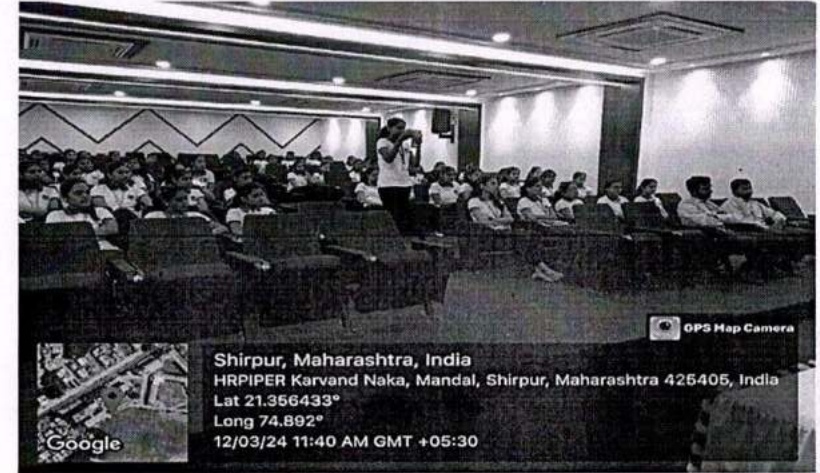 GPS Map Camera
Shirpur, Maharashtra, India
HRPIPER Karvand Naka, Mandal, Shirpur, Maharashtra 425405, India
Lat 21.356433°
Long 74.892°
12/03/24 11:40 AM GMT +05:30
Google